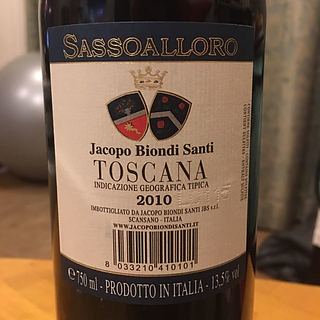 SASSOALLORO
Jacopo Biondi Santi
TOSCANA
INDICAZIONE GEOGRAFICA TIPICA
2010
IMBOTTIGLIATO DA JACOPO BIONDI SANTI JBS s.r.l.
SCANSANO - ITALIA
WWW.JACOPOBIONDISANTI.IT
8 033210 410101
℮ 750 ml - PRODOTTO IN ITALIA - 13,5% vol